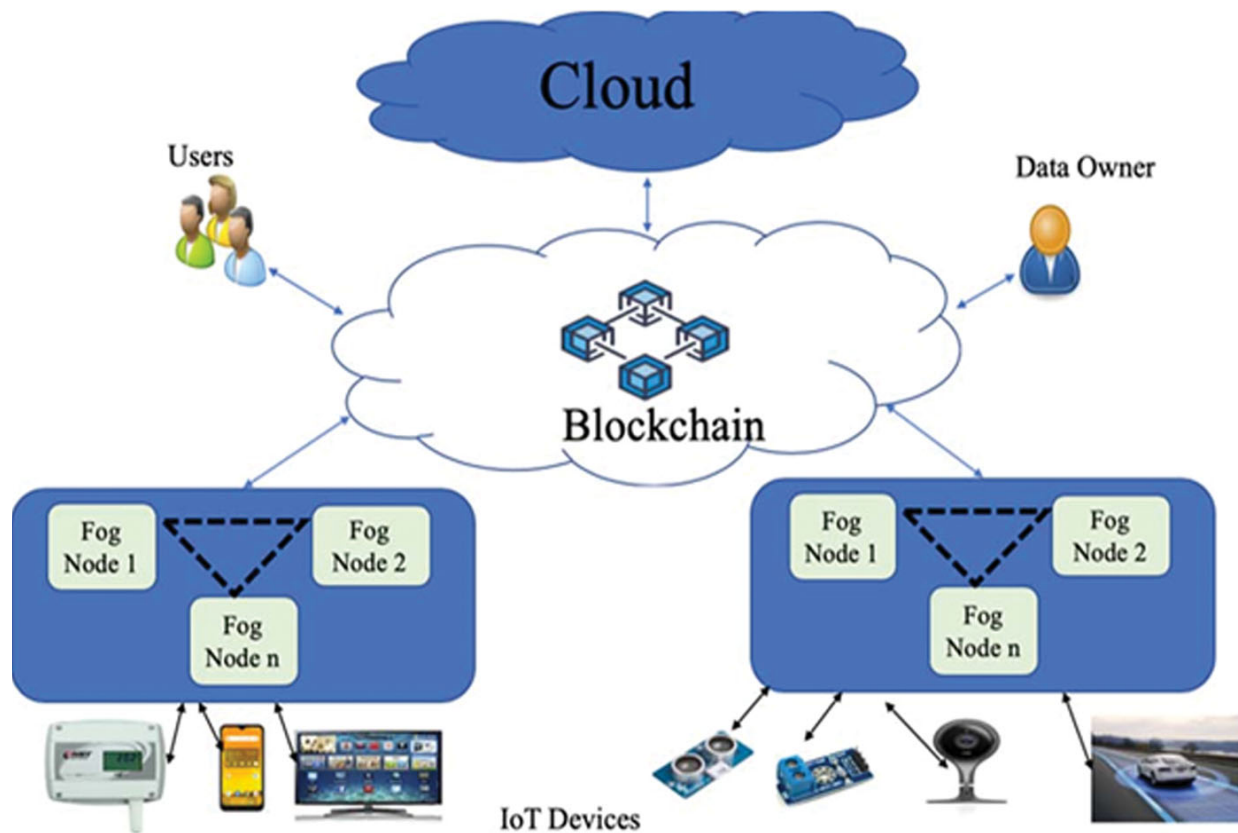 Cloud
Users
Data Owner
Blockchain
Fog
Node 1
Fog
Node 2
Fog
Node n
Fog
Node 1
Fog
Node 2
Fog
Node n
IoT Devices